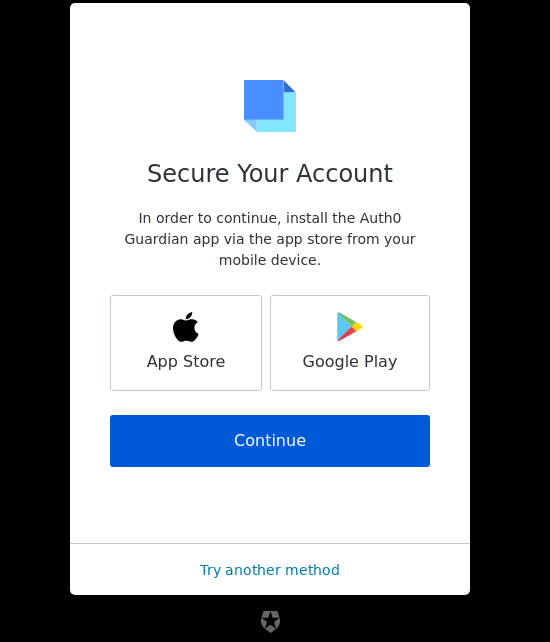 Secure Your Account
In order to continue, install the Auth0
Guardian app via the app store from your
mobile device.
App Store
Google Play
Continue
Try another method